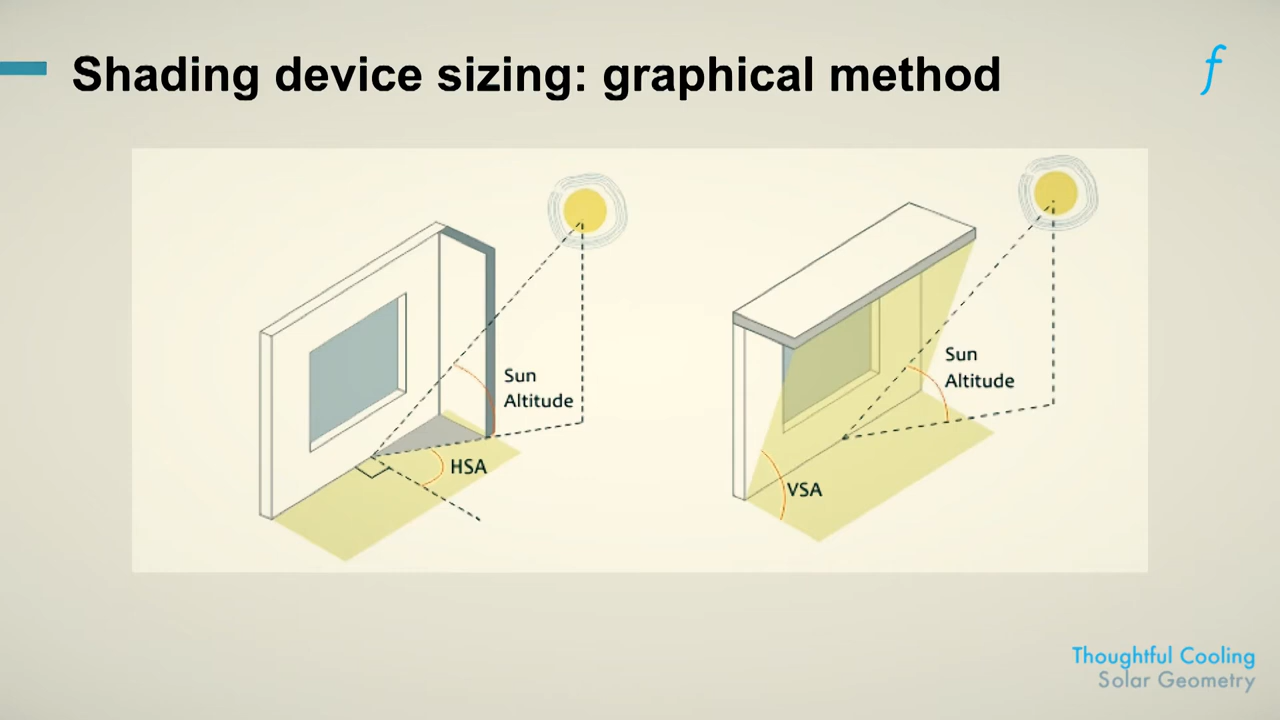 Shading device sizing: graphical method
f
Sun
Altitude
HSA
Sun
Altitude
VSA
Thoughtful Cooling
Solar Geometry